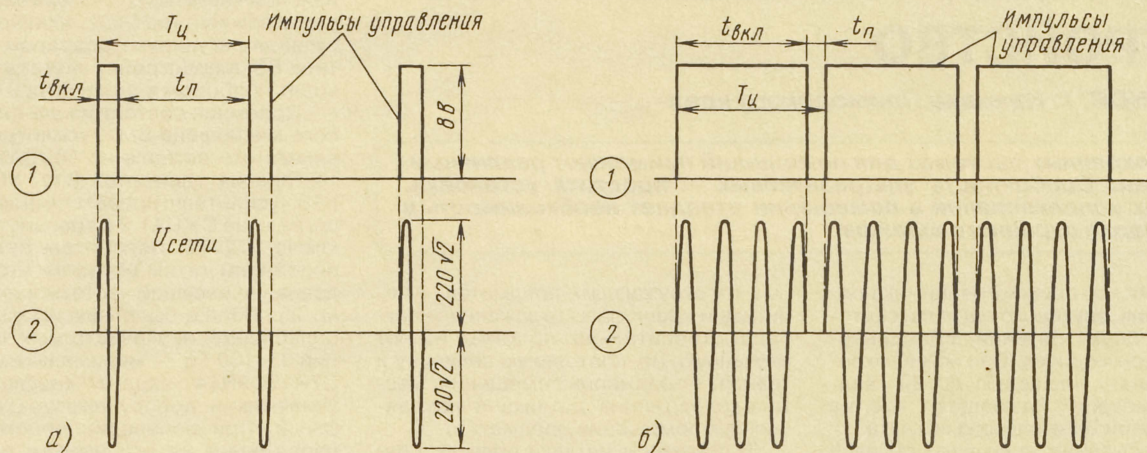 Tц
Импульсы управления
tвкл
tп
8 В
1
Uсети
220√2
2
220√2
а)
tвкл
tп
Импульсы
управления
Tц
1
2
б)